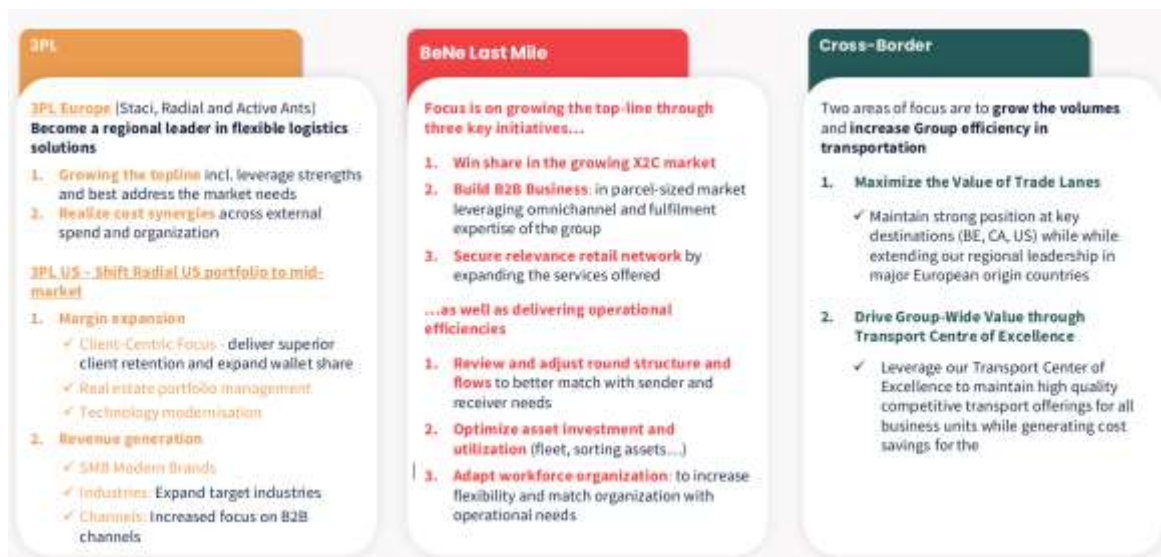 3PL
3PL Europe (Staci, Radial and Active Ants)
Become a regional leader in flexible logistics
solutions
1. Growing the topline incl. leverage strengths
and best address the market needs
2. Realize cost synergies across external
spend and organization
3PL US - Shift Radial US portfolio to mid-
market
1. Margin expansion
✓ Client-Centric Focus - deliver superior
client retention and expand wallet share
✓ Real estate portfolio management
✓ Technology modernisation
2. Revenue generation
✓ SMB Modern Brands
✓ Industries: Expand target industries
✓ Channels: Increased focus on B2B
channels
BeNe Last Mile
Focus is on growing the top-line through
three key initiatives...
1. Win share in the growing X2C market
2. Build B2B Business: in parcel-sized market
leveraging omnichannel and fulfilment
expertise of the group
3. Secure relevance retail network by
expanding the services offered
...as well as delivering operational
efficiencies
1. Review and adjust round structure and
flows to better match with sender and
receiver needs
2. Optimize asset investment and
utilization (fleet, sorting assets...)
3. Adapt workforce organization: to increase
flexibility and match organization with
operational needs
Cross-Border
Two areas of focus are to grow the volumes
and increase Group efficiency in
transportation
1. Maximize the Value of Trade Lanes
✓ Maintain strong position at key
destinations (BE, CA, US) while while
extending our regional leadership in
major European origin countries
2. Drive Group-Wide Value through
Transport Centre of Excellence
✓ Leverage our Transport Center of
Excellence to maintain high quality
competitive transport offerings for all
business units while generating cost
savings for the